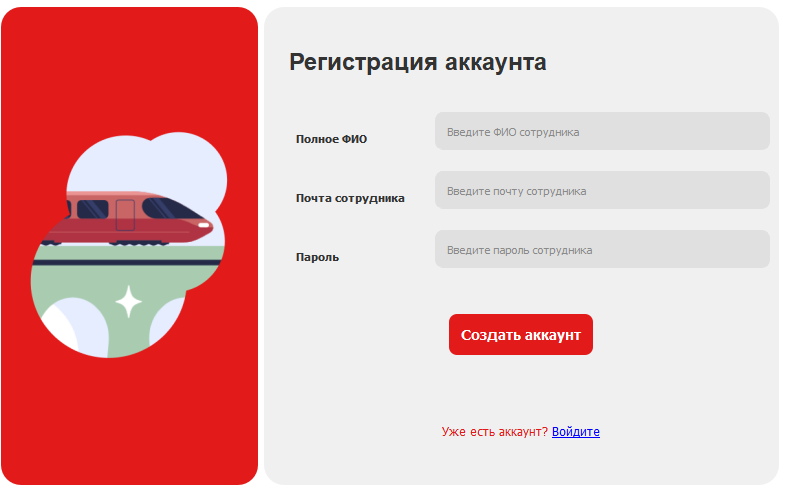 Регистрация аккаунта
Полное ФИО
Введите ФИО сотрудника
Почта сотрудника
Введите почту сотрудника
Пароль
Введите пароль сотрудника
Создать аккаунт
Уже есть аккаунт? Войдите